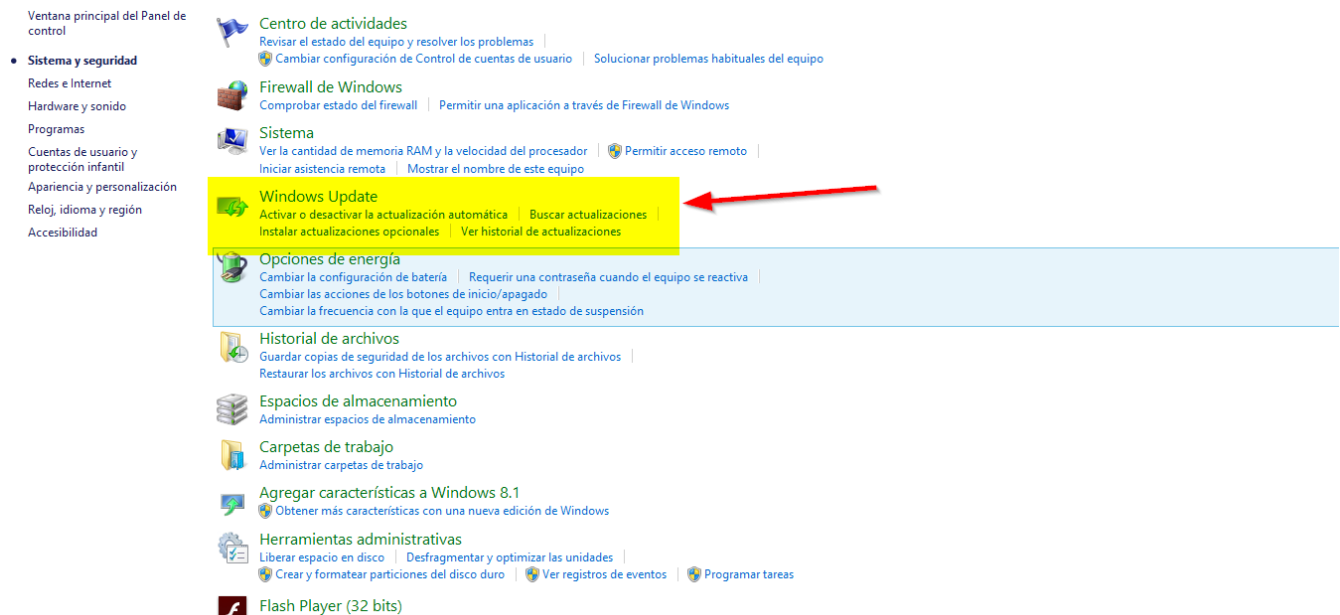 Ventana principal del Panel de
control
Sistema y seguridad
Redes e Internet
Hardware y sonido
Programas
Cuentas de usuario y
protección infantil
Apariencia y personalización
Reloj, idioma y región
Accesibilidad
Centro de actividades
Revisar el estado del equipo y resolver los problemas
Cambiar configuración de Control de cuentas de usuario Solucionar problemas habituales del equipo
Firewall de Windows
Comprobar estado del firewall Permitir una aplicación a través de Firewall de Windows
Sistema
Ver la cantidad de memoria RAM y la velocidad del procesador Permitir acceso remoto
Iniciar asistencia remota Mostrar el nombre de este equipo
Windows Update
Activar o desactivar la actualización automática Buscar actualizaciones
Instalar actualizaciones opcionales Ver historial de actualizaciones
Opciones de energía
Cambiar la configuración de batería Requerir una contraseña cuando el equipo se reactiva
Cambiar las acciones de los botones de inicio/apagado
Cambiar la frecuencia con la que el equipo entra en estado de suspensión
Historial de archivos
Guardar copias de seguridad de los archivos con Historial de archivos
Restaurar los archivos con Historial de archivos
Espacios de almacenamiento
Administrar espacios de almacenamiento
Carpetas de trabajo
Administrar carpetas de trabajo
Agregar características a Windows 8.1
Obtener más características con una nueva edición de Windows
Herramientas administrativas
Liberar espacio en disco Desfragmentar y optimizar las unidades
Crear y formatear particiones del disco duro Ver registros de eventos Programar tareas
Flash Player (32 bits)